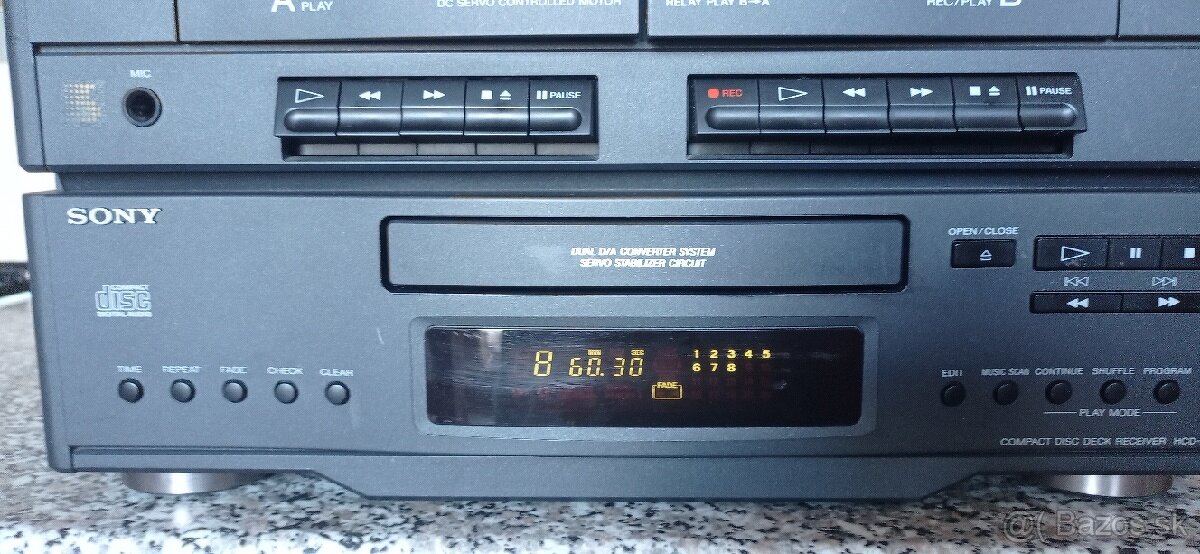 A PLAY DC SERVO CONTROLLED MOTOR RELAY PLAY B→A REC/PLAY B
MIC
PAUSE REC PAUSE
SONY
OPEN/CLOSE
DUAL D/A CONVERTER SYSTEM
SERVO STABILIZER CIRCUIT
COMPACT
disc
DIGITAL AUDIO
8 60.30 1 2 3 4 5
6 7 8
FADE
TIME REPEAT FADE CHECK CLEAR
EDIT MUSIC SCAN CONTINUE SHUFFLE PROGRAM
PLAY MODE
COMPACT DISC DECK RECEIVER HCD-
Bazos.sk